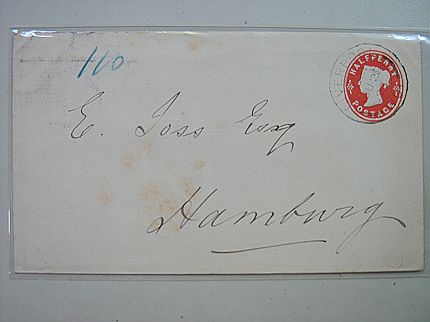 110
HALFPENNY
POSTAGE
E. Joss Esq
Hamburg